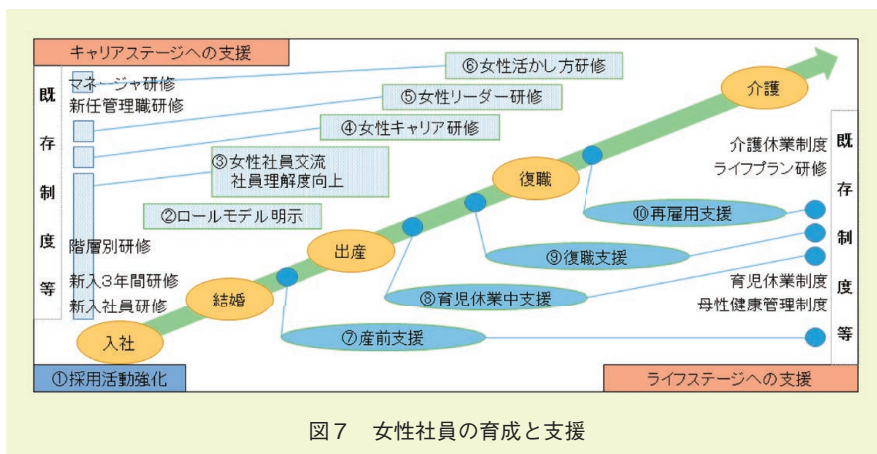 キャリアステージへの支援
既存制度等
マネージャ研修
新任管理職研修
階層別研修
新入3年間研修
新入社員研修
⑥女性活かし方研修
⑤女性リーダー研修
④女性キャリア研修
③女性社員交流
社員理解度向上
②ロールモデル明示
介護
復職
出産
結婚
入社
既存制度等
介護休業制度
ライフプラン研修
育児休業制度
母性健康管理制度
⑩再雇用支援
⑨復職支援
⑧育児休業中支援
⑦産前支援
①採用活動強化
ライフステージへの支援
図7 女性社員の育成と支援